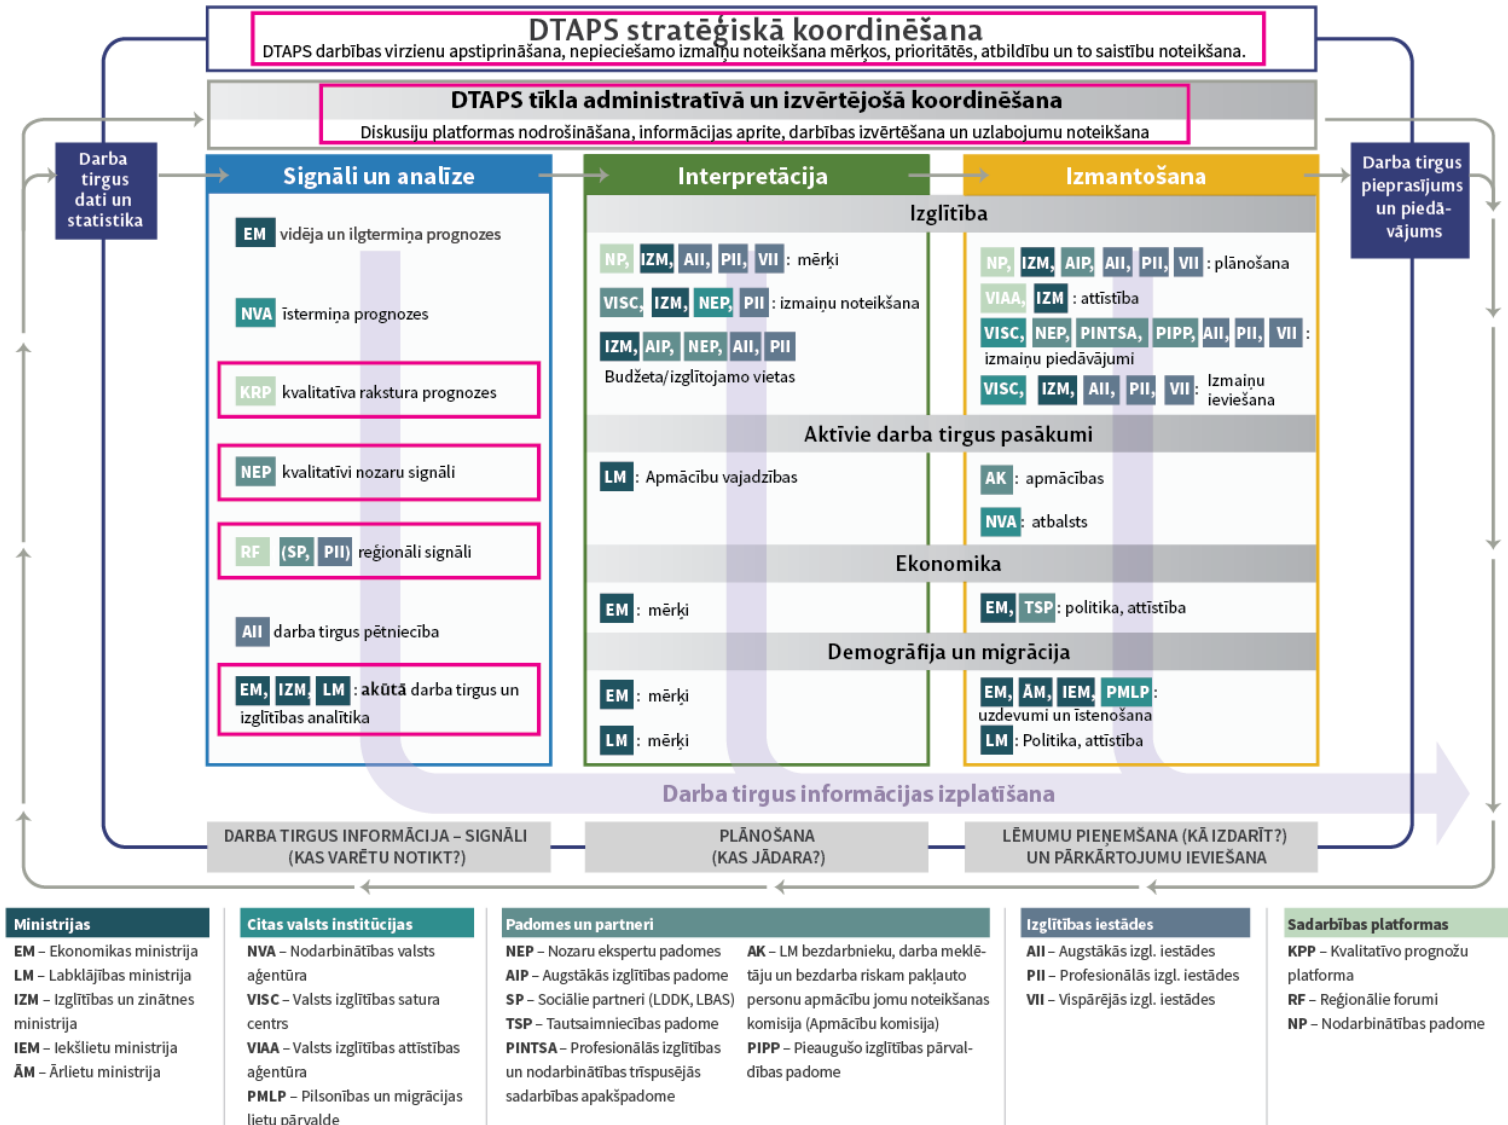 DTAPS stratēģiskā koordinēšana
DTAPS darbības virzienu apstiprināšana, nepieciešamo izmaiņu noteikšana mērķos, prioritātēs, atbildību un to saistību noteikšana.
DTAPS tīkla administratīvā un izvērtējošā koordinēšana
Diskusiju platformas nodrošināšana, informācijas aprite, darbības izvērtēšana un uzlabojumu noteikšana
Darba
tirgus
dati un
statistika
Signāli un analīze
EM vidēja un ilgtermiņa prognozes
NVA īstermiņa prognozes
KRP kvalitatīva rakstura prognozes
NEP kvalitatīvi nozaru signāli
RF (SP, PII) reģionāli signāli
AII darba tirgus pētniecība
EM, IZM, LM : akūtā darba tirgus un
izglītības analītika
Interpretācija
Izmantošana
Izglītība
NP, IZM, AII, PII, VII : mērķi
VISC, IZM, NEP, PII : izmaiņu noteikšana
IZM, AIP, NEP, AII, PII
Budžeta/izglītojamo vietas
NP, IZM, AIP, AII, PII, VII : plānošana
VIAA, IZM : attīstība
VISC, NEP, PINTSA, PIPP, AII, PII, VII :
izmaiņu piedāvājumi
VISC, IZM, AII, PII, VII : Izmaiņu
ieviešana
Aktīvie darba tirgus pasākumi
LM : Apmācību vajadzības
AK : apmācības
NVA : atbalsts
Ekonomika
EM : mērķi
EM, TSP : politika, attīstība
Demogrāfija un migrācija
EM : mērķi
LM : mērķi
EM, ĀM, IEM, PMLP :
uzdevumi un īstenošana
LM : Politika, attīstība
Darba tirgus
pieprasījums
un piedā-
vājums
Darba tirgus informācijas izplatīšana
DARBA TIRGUS INFORMĀCIJA – SIGNĀLI
(KAS VARĒTU NOTIKT?)
PLĀNOŠANA
(KAS JĀDARA?)
LĒMUMU PIEŅEMŠANA (KĀ IZDARĪT?)
UN PĀRKĀRTOJUMU IEVIEŠANA
Ministrijas
EM – Ekonomikas ministrija
LM – Labklājības ministrija
IZM – Izglītības un zinātnes
ministrija
IEM – Iekšlietu ministrija
ĀM – Ārlietu ministrija
Citas valsts institūcijas
NVA – Nodarbinātības valsts
aģentūra
VISC – Valsts izglītības satura
centrs
VIAA – Valsts izglītības attīstības
aģentūra
PMLP – Pilsonības un migrācijas
lietu pārvalde
Padomes un partneri
NEP – Nozaru ekspertu padomes
AIP – Augstākās izglītības padome
SP – Sociālie partneri (LDDK, LBAS)
TSP – Tautsaimniecības padome
PINTSA – Profesionālās izglītības
un nodarbinātības trīspusējās
sadarbības apakšpadome
AK – LM bezdarbnieku, darba meklē-
tāju un bezdarba riskam pakļauto
personu apmācību jomu noteikšanas
komisija (Apmācību komisija)
PIPP – Pieaugušo izglītības pārval-
dības padome
Izglītības iestādes
AII – Augstākās izgl. iestādes
PII – Profesionālās izgl. iestādes
VII – Vispārējās izgl. iestādes
Sadarbības platformas
KPP – Kvalitatīvo prognožu
platforma
RF – Reģionālie forumi
NP – Nodarbinātības padome